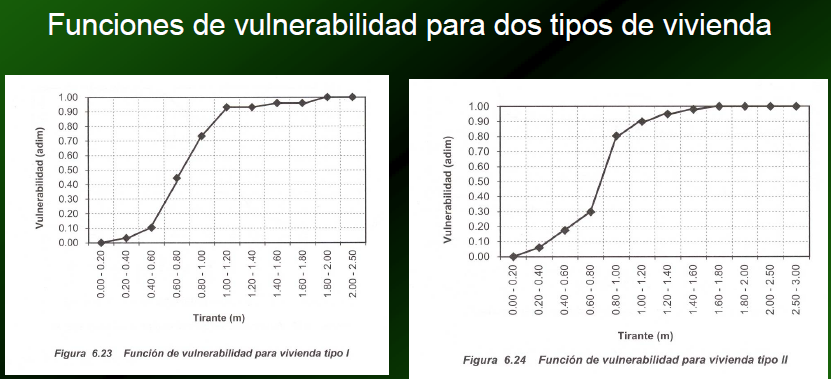 Funciones de vulnerabilidad para dos tipos de vivienda
Vulnerabilidad (adim)
1.00
0.90
0.80
0.70
0.60
0.50
0.40
0.30
0.20
0.10
0.00
0.00 - 0.20
0.20 - 0.40
0.40 - 0.60
0.60 - 0.80
0.80 - 1.00
1.00 - 1.20
1.20 - 1.40
1.40 - 1.60
1.60 - 1.80
1.80 - 2.00
2.00 - 2.50
Tirante (m)
Figura 6.23 Función de vulnerabilidad para vivienda tipo I
Vulnerabilidad (adim)
1.00
0.90
0.80
0.70
0.60
0.50
0.40
0.30
0.20
0.10
0.00
0.00 - 0.20
0.20 - 0.40
0.40 - 0.60
0.60 - 0.80
0.80 - 1.00
1.00 - 1.20
1.20 - 1.40
1.40 - 1.60
1.60 - 1.80
1.80 - 2.00
2.00 - 2.50
2.50 - 3.00
Tirante (m)
Figura 6.24 Función de vulnerabilidad para vivienda tipo II